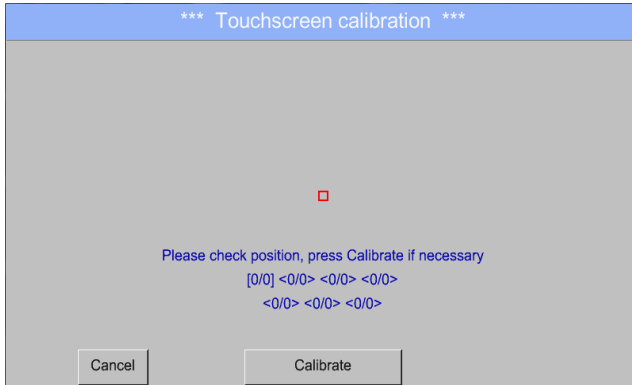 *** Touchscreen calibration ***
Please check position, press Calibrate if necessary
[0/0] <0/0> <0/0> <0/0>
<0/0> <0/0> <0/0>
Cancel Calibrate